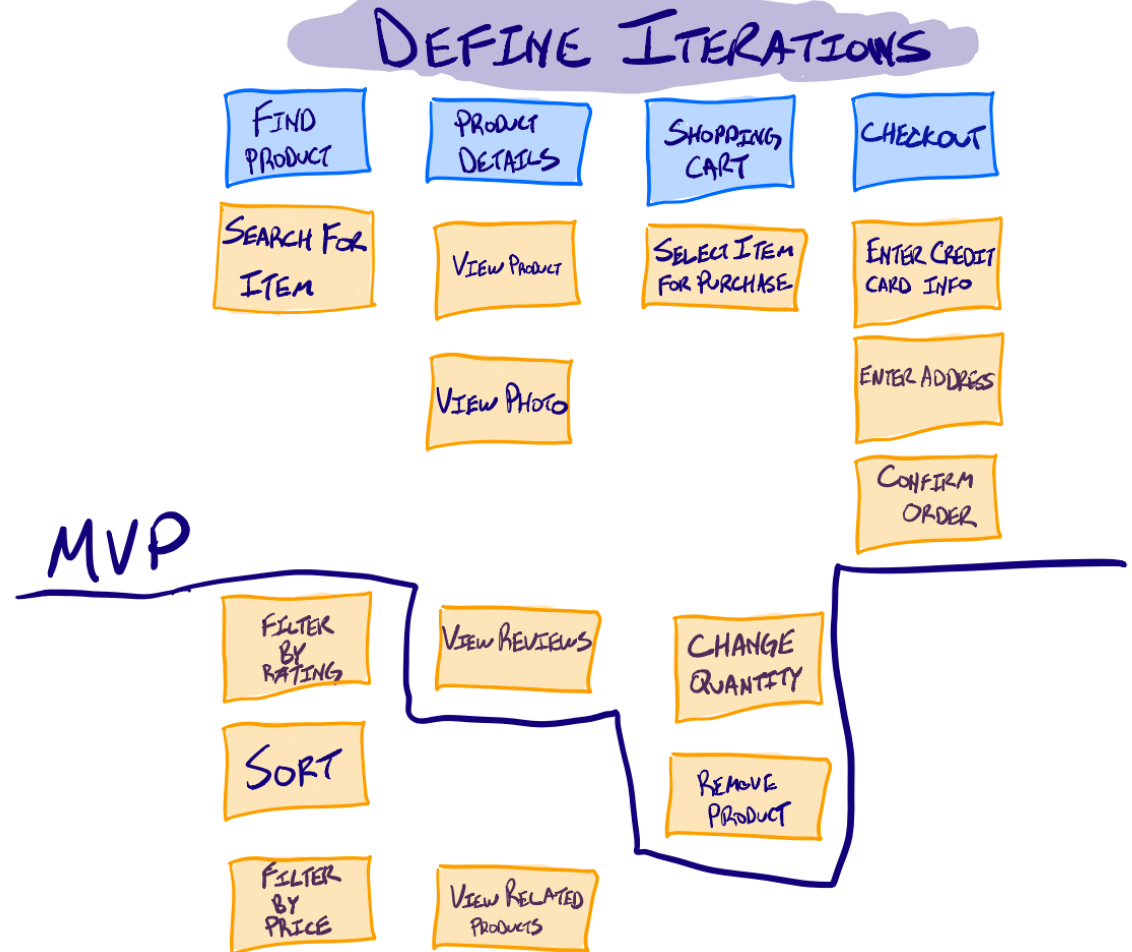 DEFINE ITERATIONS
FIND
PRODUCT
PRODUCT
DETAILS
SHOPPING
CART
CHECKOUT
SEARCH FOR
ITEM
VIEW PRODUCT
SELECT ITEM
FOR PURCHASE
ENTER CREDIT
CARD INFO
VIEW PHOTO
ENTER ADDRESS
CONFIRM
ORDER
MVP
FILTER
BY
RATING
VIEW REVIEWS
CHANGE
QUANTITY
SORT
REMOVE
PRODUCT
FILTER
BY
PRICE
VIEW RELATED
PRODUCTS